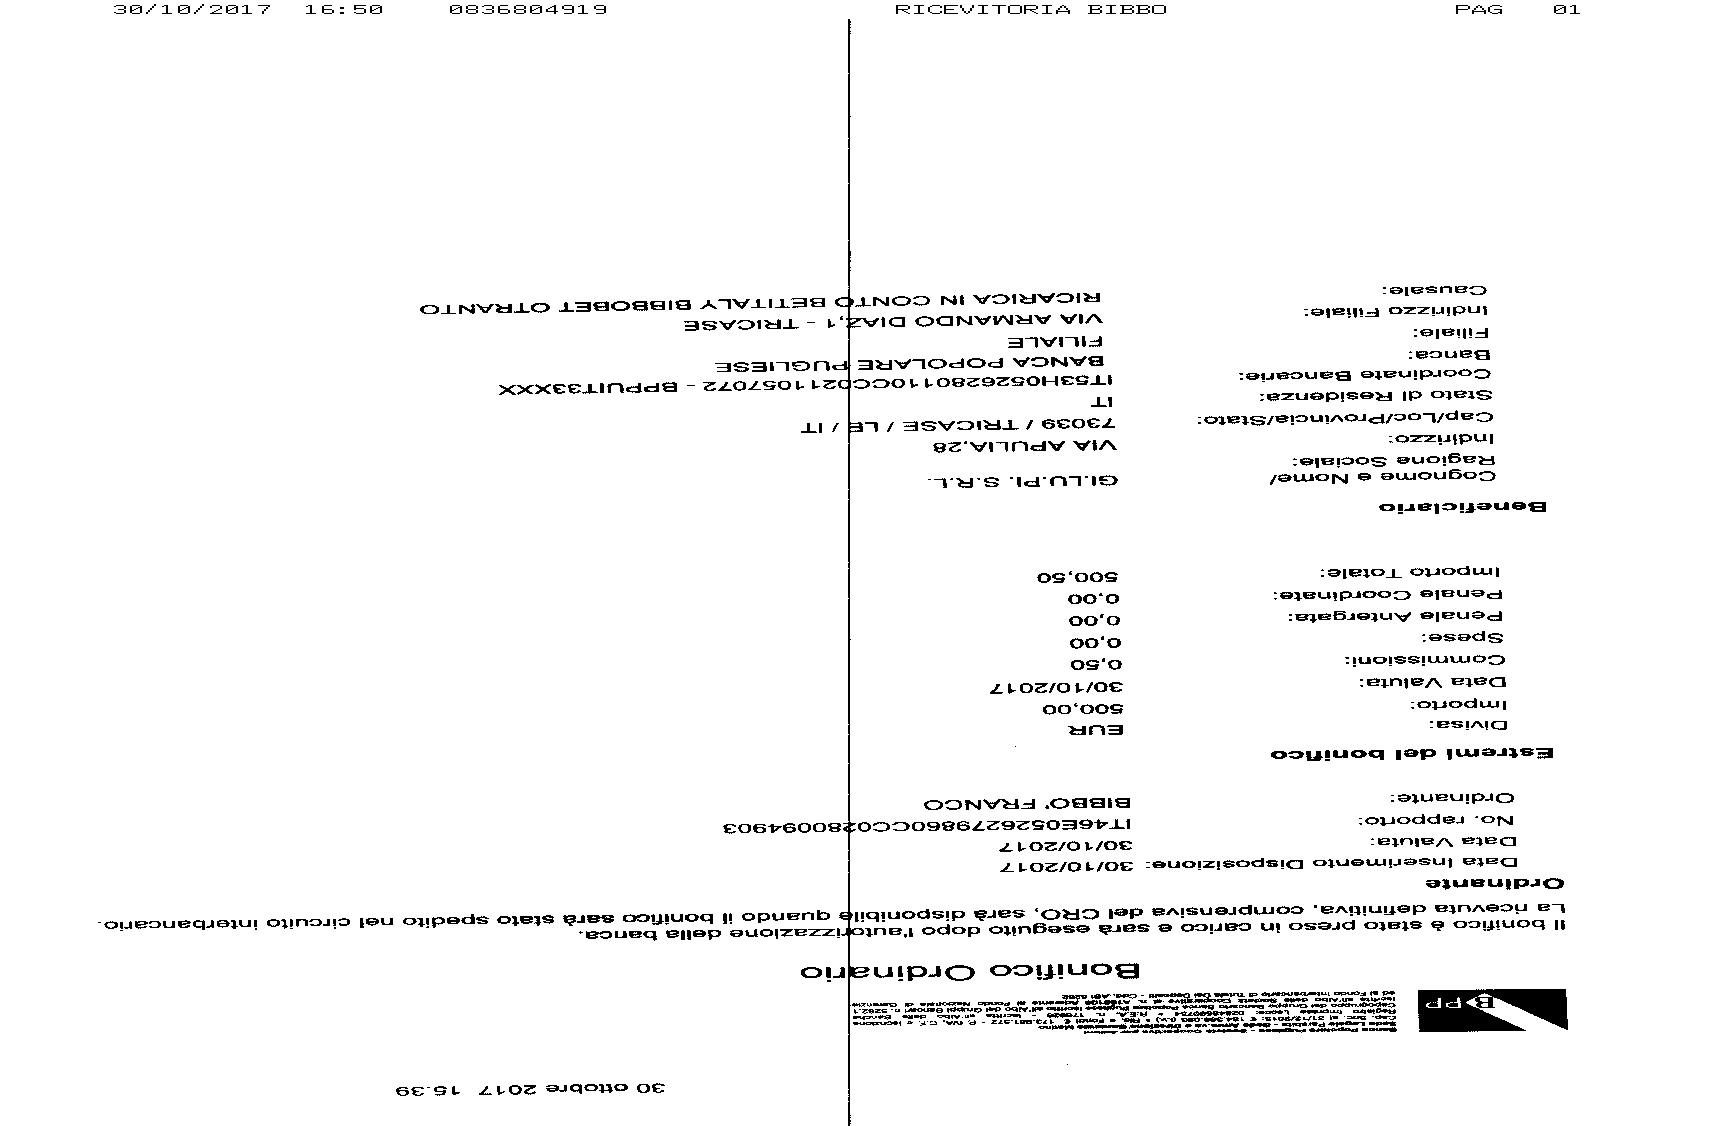 30/10/2017 16:50 0836804919 RICEVITORIA BIBBO PAG 01
30 ottobre 2017 15.39
BPP
Banca Popolare Pugliese - Società Cooperativa per Azioni
Bonifico Ordinario
Il bonifico è stato preso in carico e sarà eseguito dopo l'autorizzazione della banca.
La ricevuta definitiva, comprensiva del CRO, sarà disponibile quando il bonifico sarà stato spedito nel circuito interbancario.
Ordinante
Data Inserimento Disposizione: 30/10/2017
Data Valuta: 30/10/2017
No. rapporto: IT46E0526279860CC0280094903
Ordinante: BIBBO' FRANCO
Estremi del bonifico
Divisa: EUR
Importo: 500,00
Data Valuta: 30/10/2017
Commissioni: 0,50
Spese: 0,00
Penale Antergata: 0,00
Penale Coordinate: 0,00
Importo Totale: 500,50
Beneficiario
Cognome e Nome/
Ragione Sociale: GI.LU.PI. S.R.L.
Indirizzo: VIA APULIA,28
Cap/Loc/Provincia/Stato: 73039 / TRICASE / LE / IT
Stato di Residenza: IT
Coordinate Bancarie: IT53H0526280110CC0211057072 - BPPUIT33XXX
Banca: BANCA POPOLARE PUGLIESE
Filiale: FILIALE
Indirizzo Filiale: VIA ARMANDO DIAZ,1 - TRICASE
Causale: RICARICA IN CONTO BETITALY BIBBOBET OTRANTO